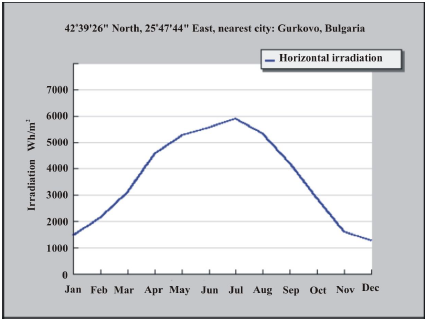 42°39'26" North, 25°47'44" East, nearest city: Gurkovo, Bulgaria
Horizontal irradiation
Irradiation Wh/m²
8000
7000
6000
5000
4000
3000
2000
1000
0
Jan Feb Mar Apr May Jun Jul Aug Sep Oct Nov Dec